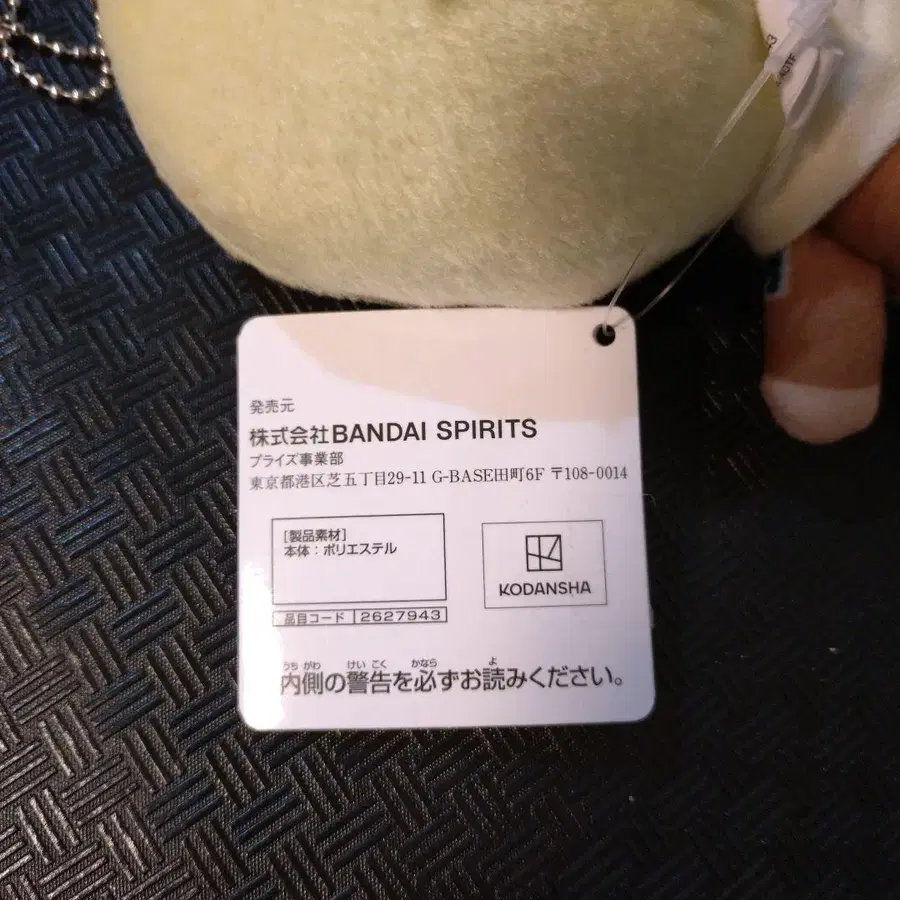 発売元
株式会社BANDAI SPIRITS
プライズ事業部
東京都港区芝五丁目29-11 G-BASE田町6F 〒108-0014
[製品素材]
本体：ポリエステル
品目コード 2627943
KODANSHA
うち がわ けい こく かなら よ
内側の警告を必ずお読みください。